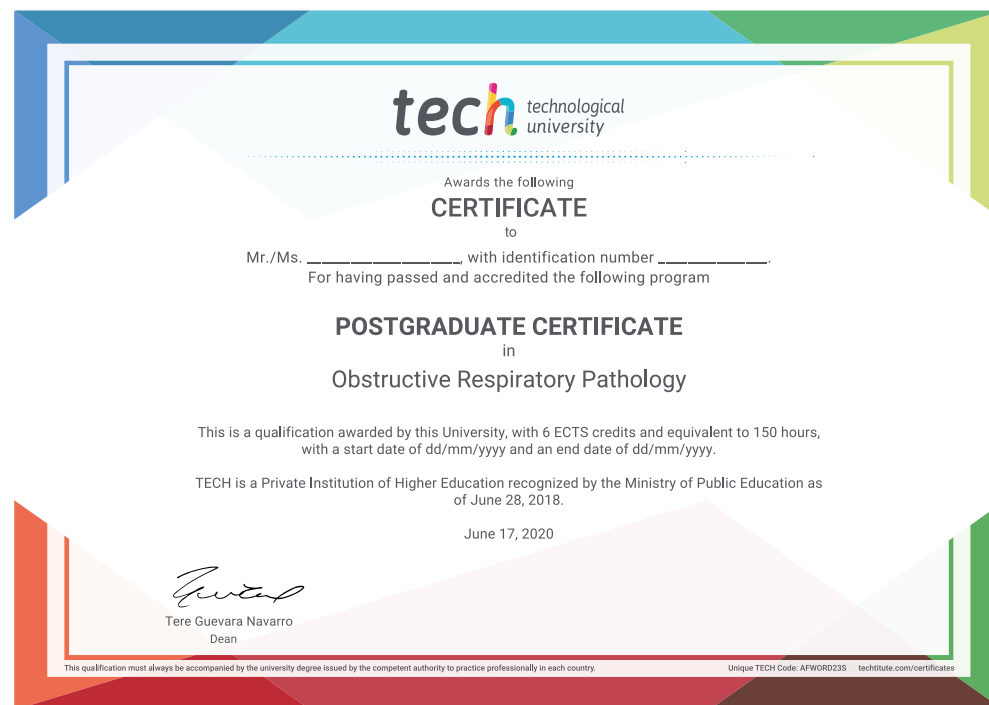 tech technological
university
Awards the following
CERTIFICATE
to
Mr./Ms. ____________________, with identification number ______________.
For having passed and accredited the following program
POSTGRADUATE CERTIFICATE
in
Obstructive Respiratory Pathology
This is a qualification awarded by this University, with 6 ECTS credits and equivalent to 150 hours,
with a start date of dd/mm/yyyy and an end date of dd/mm/yyyy.
TECH is a Private Institution of Higher Education recognized by the Ministry of Public Education as
of June 28, 2018.
June 17, 2020
Tere Guevara Navarro
Dean
This qualification must always be accompanied by the university degree issued by the competent authority to practice professionally in each country.
Unique TECH Code: AFWORD23S techtitute.com/certificates